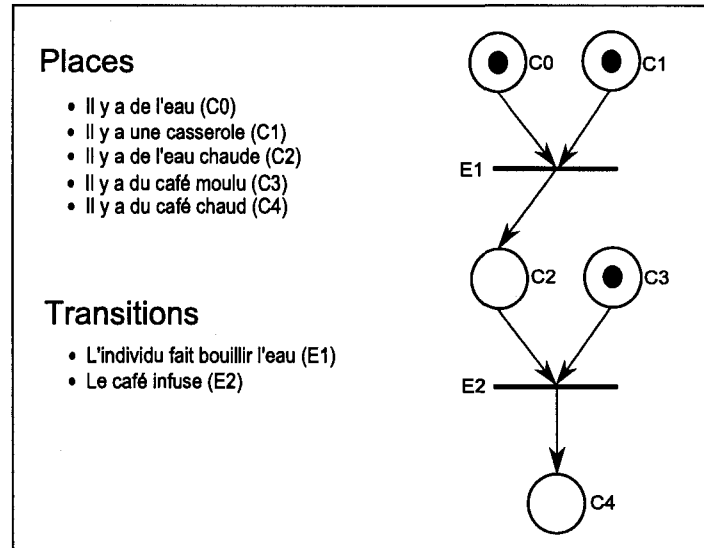 Places
• Il y a de l'eau (C0)
• Il y a une casserole (C1)
• Il y a de l'eau chaude (C2)
• Il y a du café moulu (C3)
• Il y a du café chaud (C4)
Transitions
• L'individu fait bouillir l'eau (E1)
• Le café infuse (E2)
C0
C1
E1
C2
C3
E2
C4